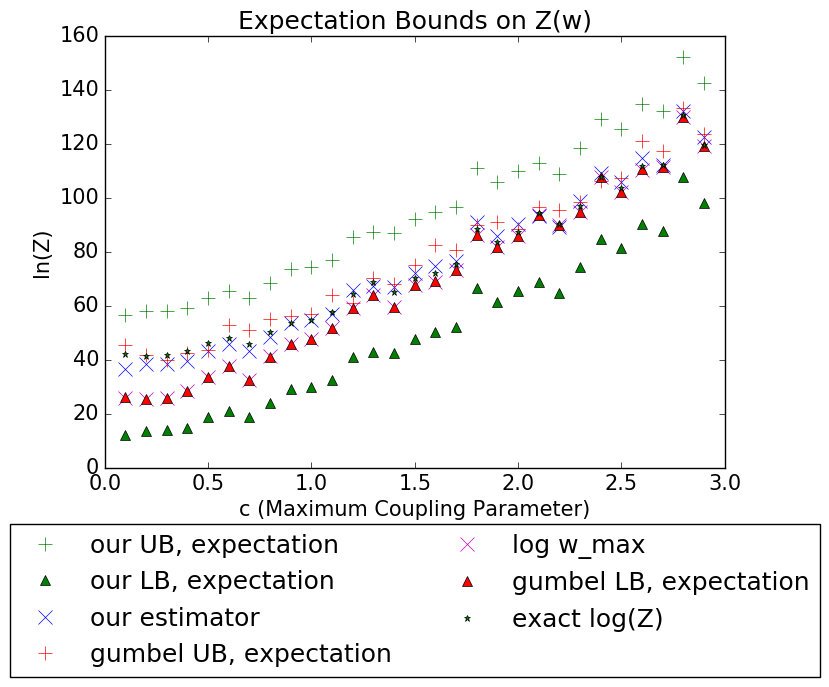 Expectation Bounds on Z(w)
160
140
120
100
80
60
40
20
0
ln(Z)
0.0 0.5 1.0 1.5 2.0 2.5 3.0
c (Maximum Coupling Parameter)
our UB, expectation
our LB, expectation
our estimator
gumbel UB, expectation
log w_max
gumbel LB, expectation
exact log(Z)